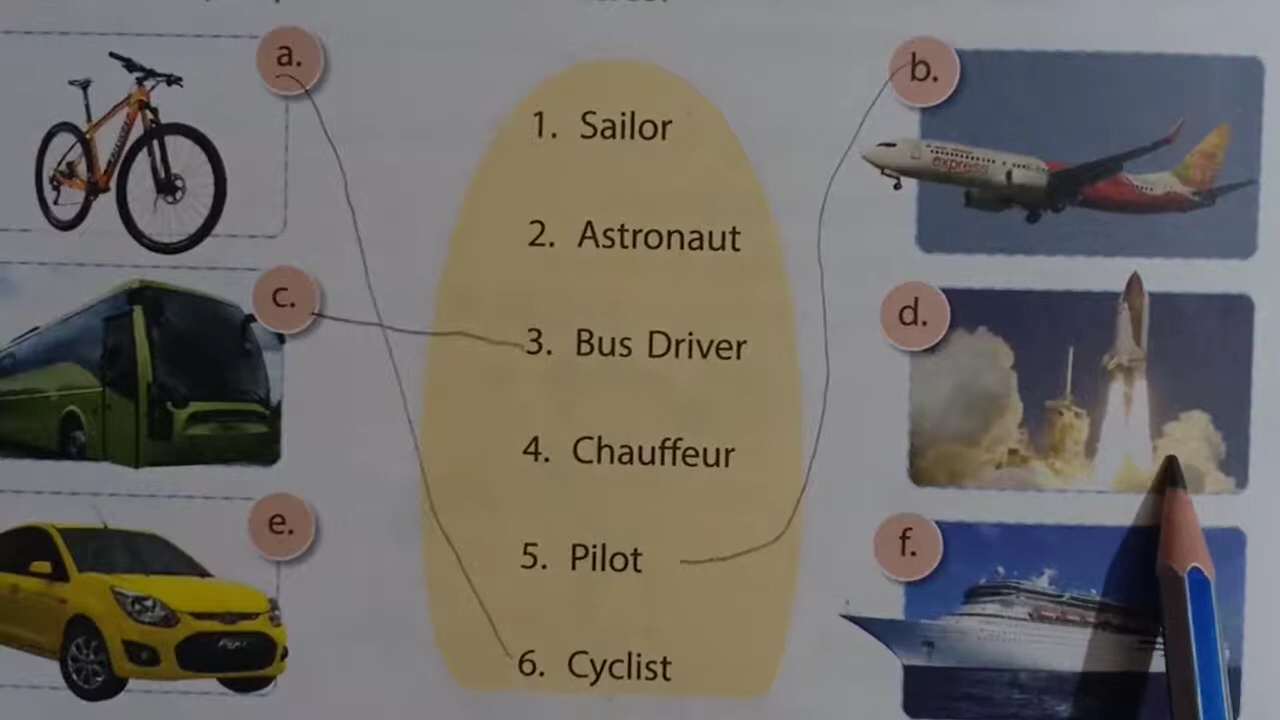 a.
b.
1. Sailor
express
2. Astronaut
c.
d.
3. Bus Driver
4. Chauffeur
e.
f.
5. Pilot
6. Cyclist